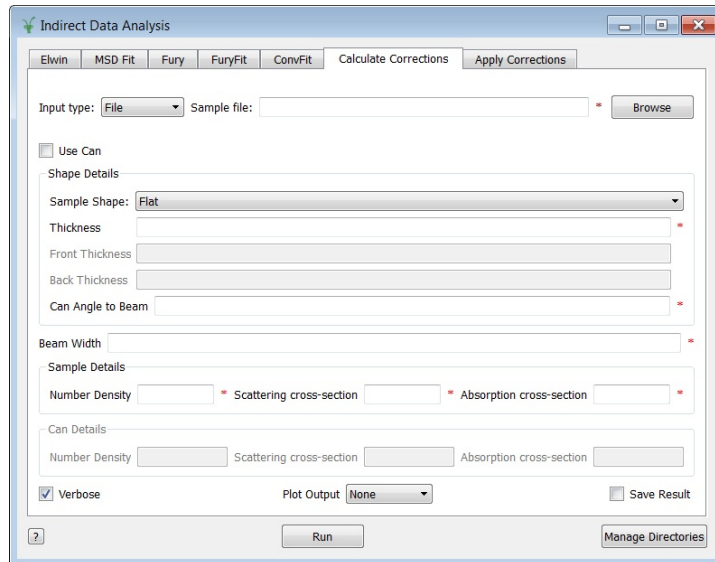 Indirect Data Analysis
Elwin MSD Fit Fury FuryFit ConvFit Calculate Corrections Apply Corrections
Input type: File Sample file: * Browse
Use Can
Shape Details
Sample Shape: Flat
Thickness *
Front Thickness
Back Thickness
Can Angle to Beam *
Beam Width *
Sample Details
Number Density * Scattering cross-section * Absorption cross-section *
Can Details
Number Density Scattering cross-section Absorption cross-section
Verbose Plot Output None Save Result
? Run Manage Directories